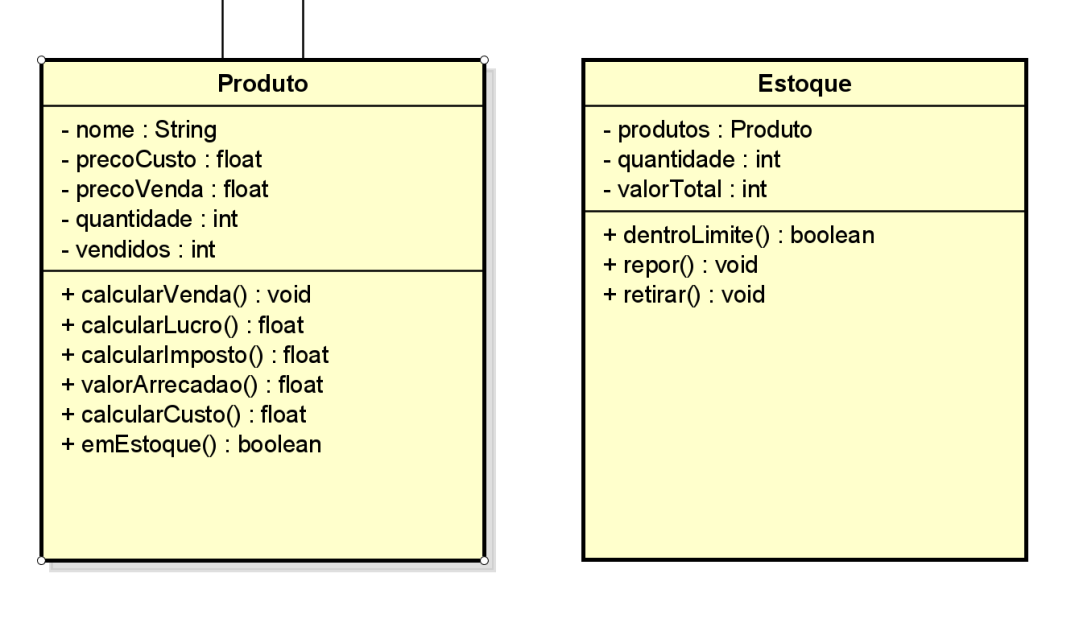 Produto
- nome : String
- precoCusto : float
- precoVenda : float
- quantidade : int
- vendidos : int
+ calcularVenda() : void
+ calcularLucro() : float
+ calcularImposto() : float
+ valorArrecadao() : float
+ calcularCusto() : float
+ emEstoque() : boolean
Estoque
- produtos : Produto
- quantidade : int
- valorTotal : int
+ dentroLimite() : boolean
+ repor() : void
+ retirar() : void